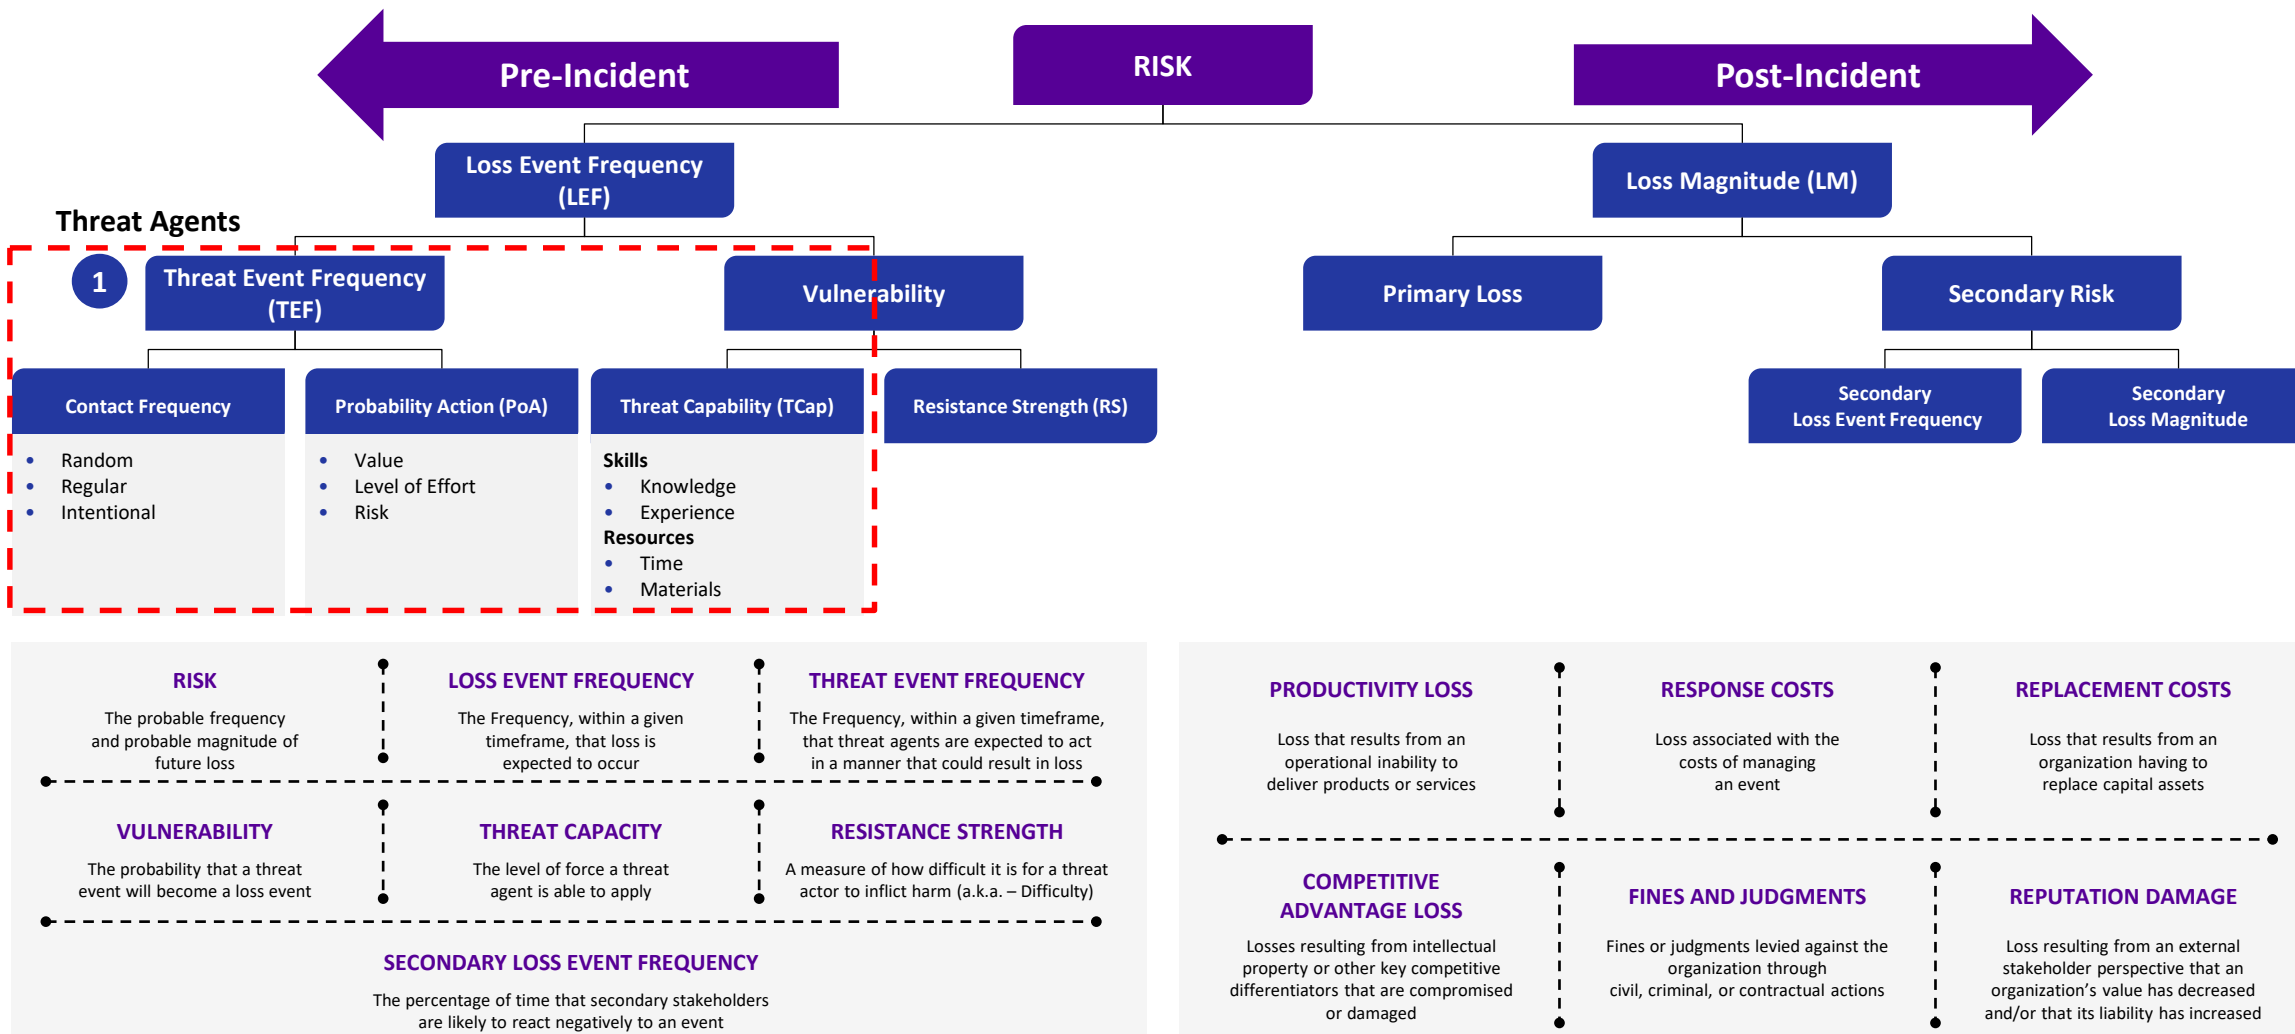 Pre-Incident
RISK
Post-Incident
Loss Event Frequency
(LEF)
Loss Magnitude (LM)
Threat Agents
1
Threat Event Frequency
(TEF)
Vulnerability
Primary Loss
Secondary Risk
Contact Frequency
• Random
• Regular
• Intentional
Probability Action (PoA)
• Value
• Level of Effort
• Risk
Threat Capability (TCap)
Skills
• Knowledge
• Experience
Resources
• Time
• Materials
Resistance Strength (RS)
Secondary
Loss Event Frequency
Secondary
Loss Magnitude
RISK
The probable frequency
and probable magnitude of
future loss
LOSS EVENT FREQUENCY
The Frequency, within a given
timeframe, that loss is
expected to occur
THREAT EVENT FREQUENCY
The Frequency, within a given timeframe,
that threat agents are expected to act
in a manner that could result in loss
VULNERABILITY
The probability that a threat
event will become a loss event
THREAT CAPACITY
The level of force a threat
agent is able to apply
RESISTANCE STRENGTH
A measure of how difficult it is for a threat
actor to inflict harm (a.k.a. – Difficulty)
SECONDARY LOSS EVENT FREQUENCY
The percentage of time that secondary stakeholders
are likely to react negatively to an event
PRODUCTIVITY LOSS
Loss that results from an
operational inability to
deliver products or services
RESPONSE COSTS
Loss associated with the
costs of managing
an event
REPLACEMENT COSTS
Loss that results from an
organization having to
replace capital assets
COMPETITIVE
ADVANTAGE LOSS
Losses resulting from intellectual
property or other key competitive
differentiators that are compromised
or damaged
FINES AND JUDGMENTS
Fines or judgments levied against the
organization through
civil, criminal, or contractual actions
REPUTATION DAMAGE
Loss resulting from an external
stakeholder perspective that an
organization’s value has decreased
and/or that its liability has increased